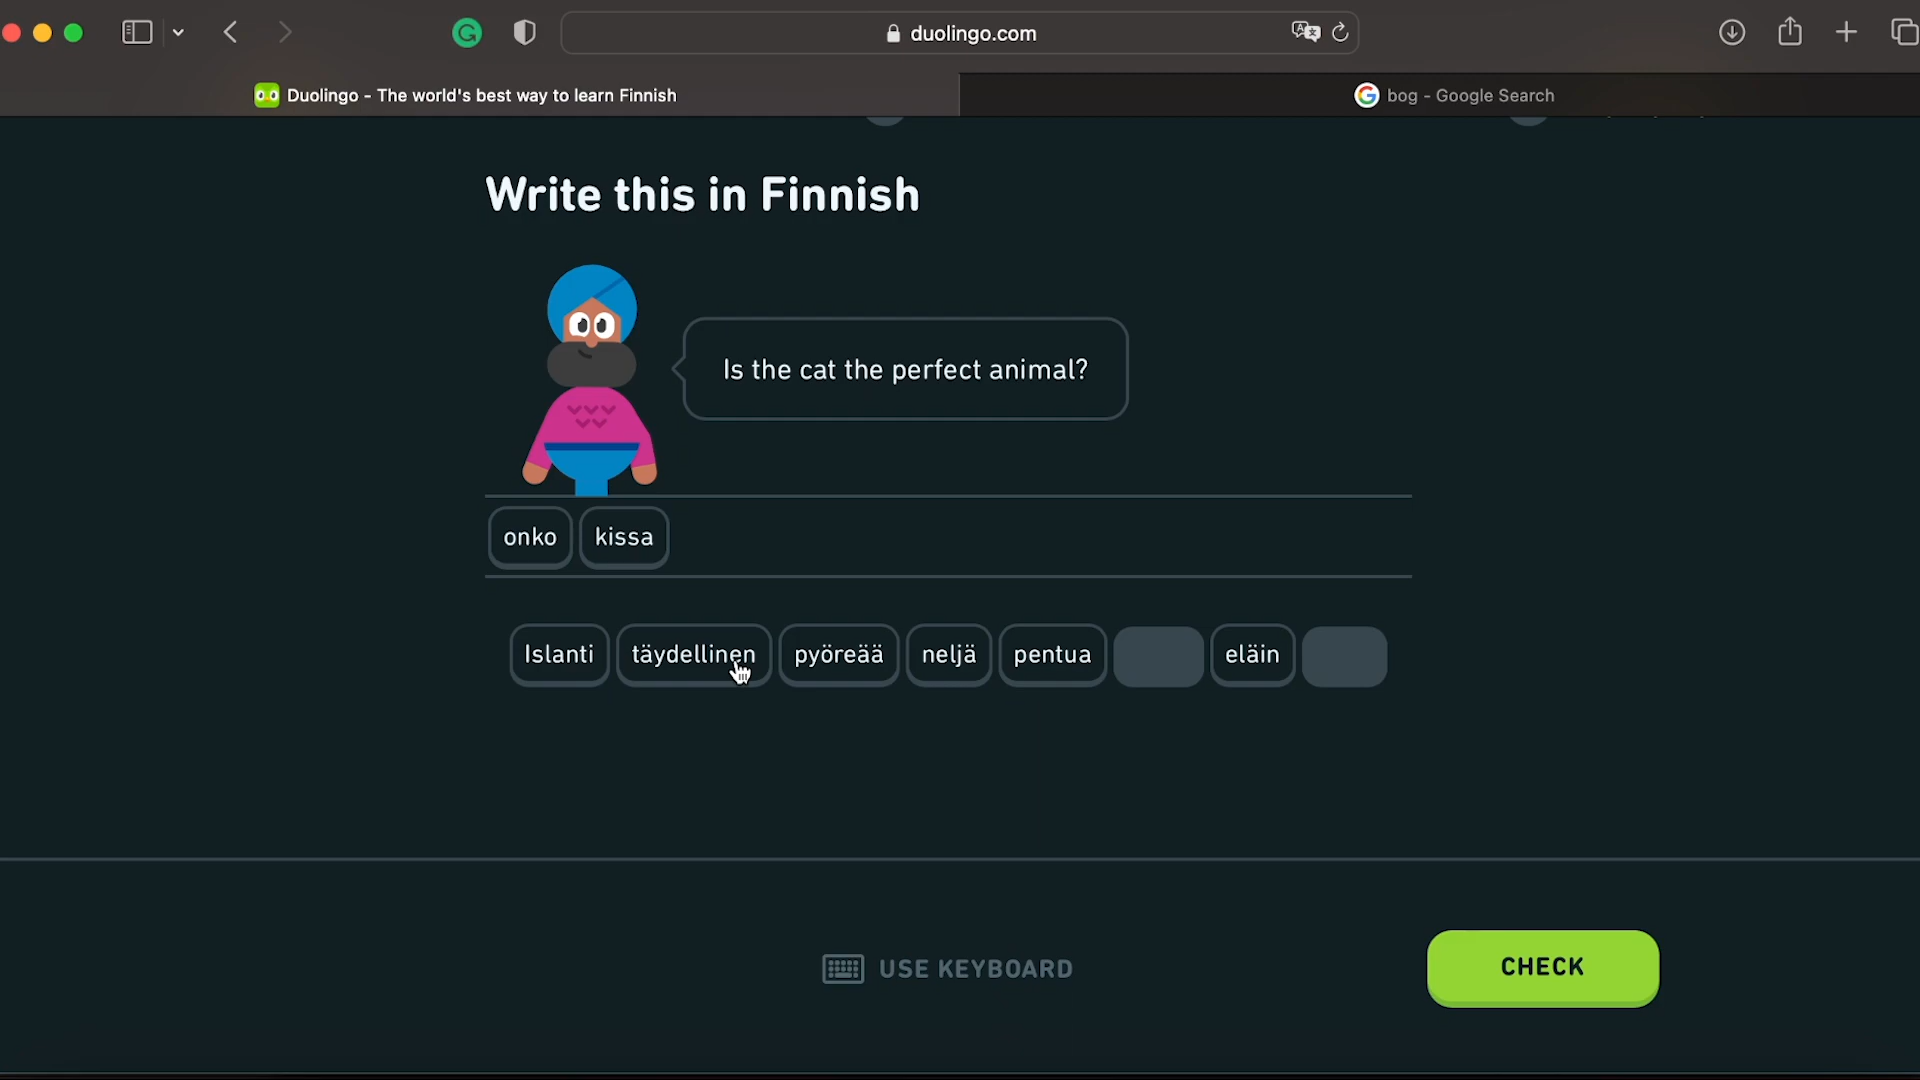 duolingo.com
Duolingo - The world's best way to learn Finnish
bog - Google Search
Write this in Finnish
Is the cat the perfect animal?
onko kissa
Islanti täydellinen pyöreää neljä pentua eläin
USE KEYBOARD
CHECK